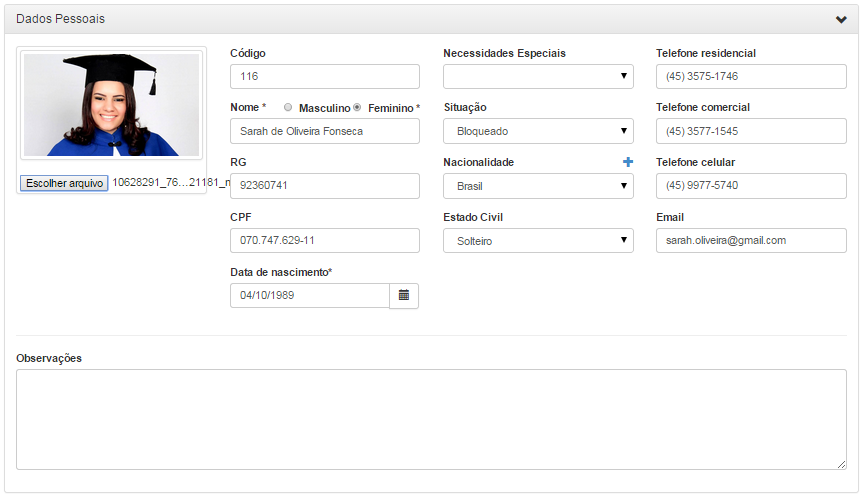 Dados Pessoais
Código
116
Nome * Masculino Feminino *
Sarah de Oliveira Fonseca
RG
92360741
CPF
070.747.629-11
Data de nascimento*
04/10/1989
Escolher arquivo 10628291_76...21181_n
Necessidades Especiais
Situação
Bloqueado
Nacionalidade
Brasil
Estado Civil
Solteiro
Telefone residencial
(45) 3575-1746
Telefone comercial
(45) 3577-1545
Telefone celular
(45) 9977-5740
Email
sarah.oliveira@gmail.com
Observações